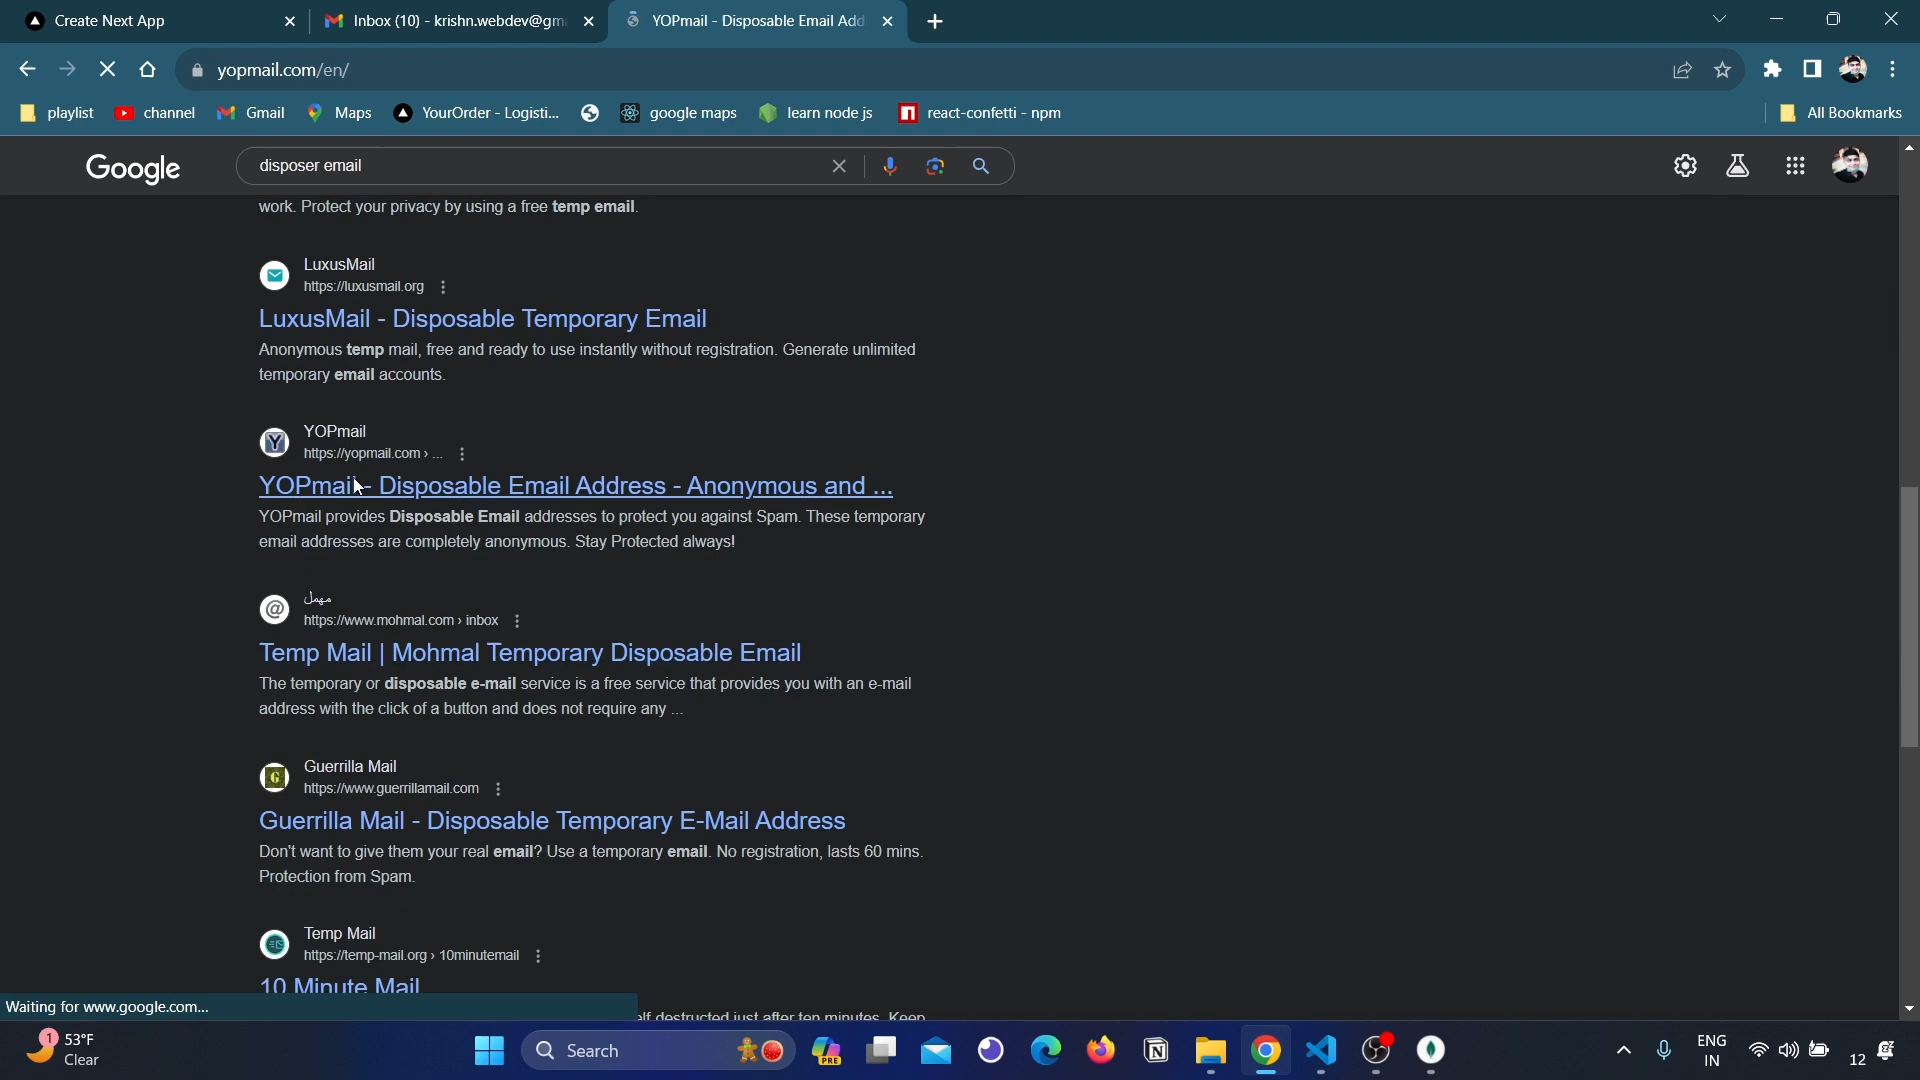 Create Next App
Inbox (10) - krishn.webdev@gm
YOPmail - Disposable Email Add
yopmail.com/en/
playlist
channel
Gmail
Maps
YourOrder - Logisti...
google maps
learn node js
react-confetti - npm
All Bookmarks
Google
disposer email
work. Protect your privacy by using a free temp email.
LuxusMail
https://luxusmail.org
LuxusMail - Disposable Temporary Email
Anonymous temp mail, free and ready to use instantly without registration. Generate unlimited
temporary email accounts.
YOPmail
https://yopmail.com › ...
YOPmail - Disposable Email Address - Anonymous and ...
YOPmail provides Disposable Email addresses to protect you against Spam. These temporary
email addresses are completely anonymous. Stay Protected always!
مهمل
https://www.mohmal.com › inbox
Temp Mail | Mohmal Temporary Disposable Email
The temporary or disposable e-mail service is a free service that provides you with an e-mail
address with the click of a button and does not require any ...
Guerrilla Mail
https://www.guerrillamail.com
Guerrilla Mail - Disposable Temporary E-Mail Address
Don't want to give them your real email? Use a temporary email. No registration, lasts 60 mins.
Protection from Spam.
Temp Mail
https://temp-mail.org › 10minutemail
10 Minute Mail
elf destructed just after ten minutes. Keep
Waiting for www.google.com...
1
53°F
Clear
Search
PRE
ENG
IN
12